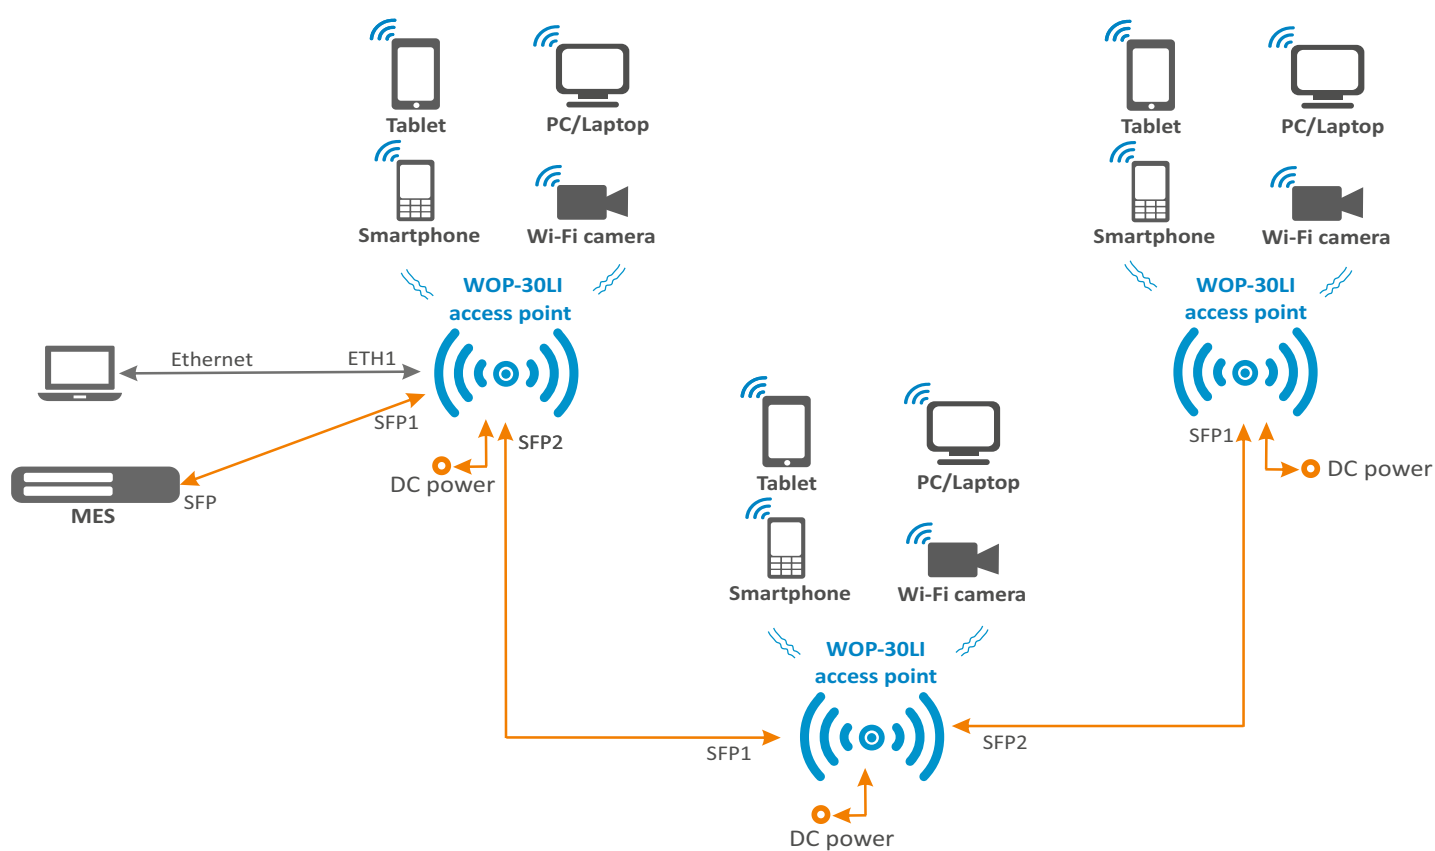 Tablet
PC/Laptop
Smartphone
Wi-Fi camera
WOP-30LI
access point
Ethernet
ETH1
SFP1
SFP2
DC power
SFP
MES
Tablet
PC/Laptop
Smartphone
Wi-Fi camera
WOP-30LI
access point
SFP1
SFP2
DC power
Tablet
PC/Laptop
Smartphone
Wi-Fi camera
WOP-30LI
access point
SFP1
DC power